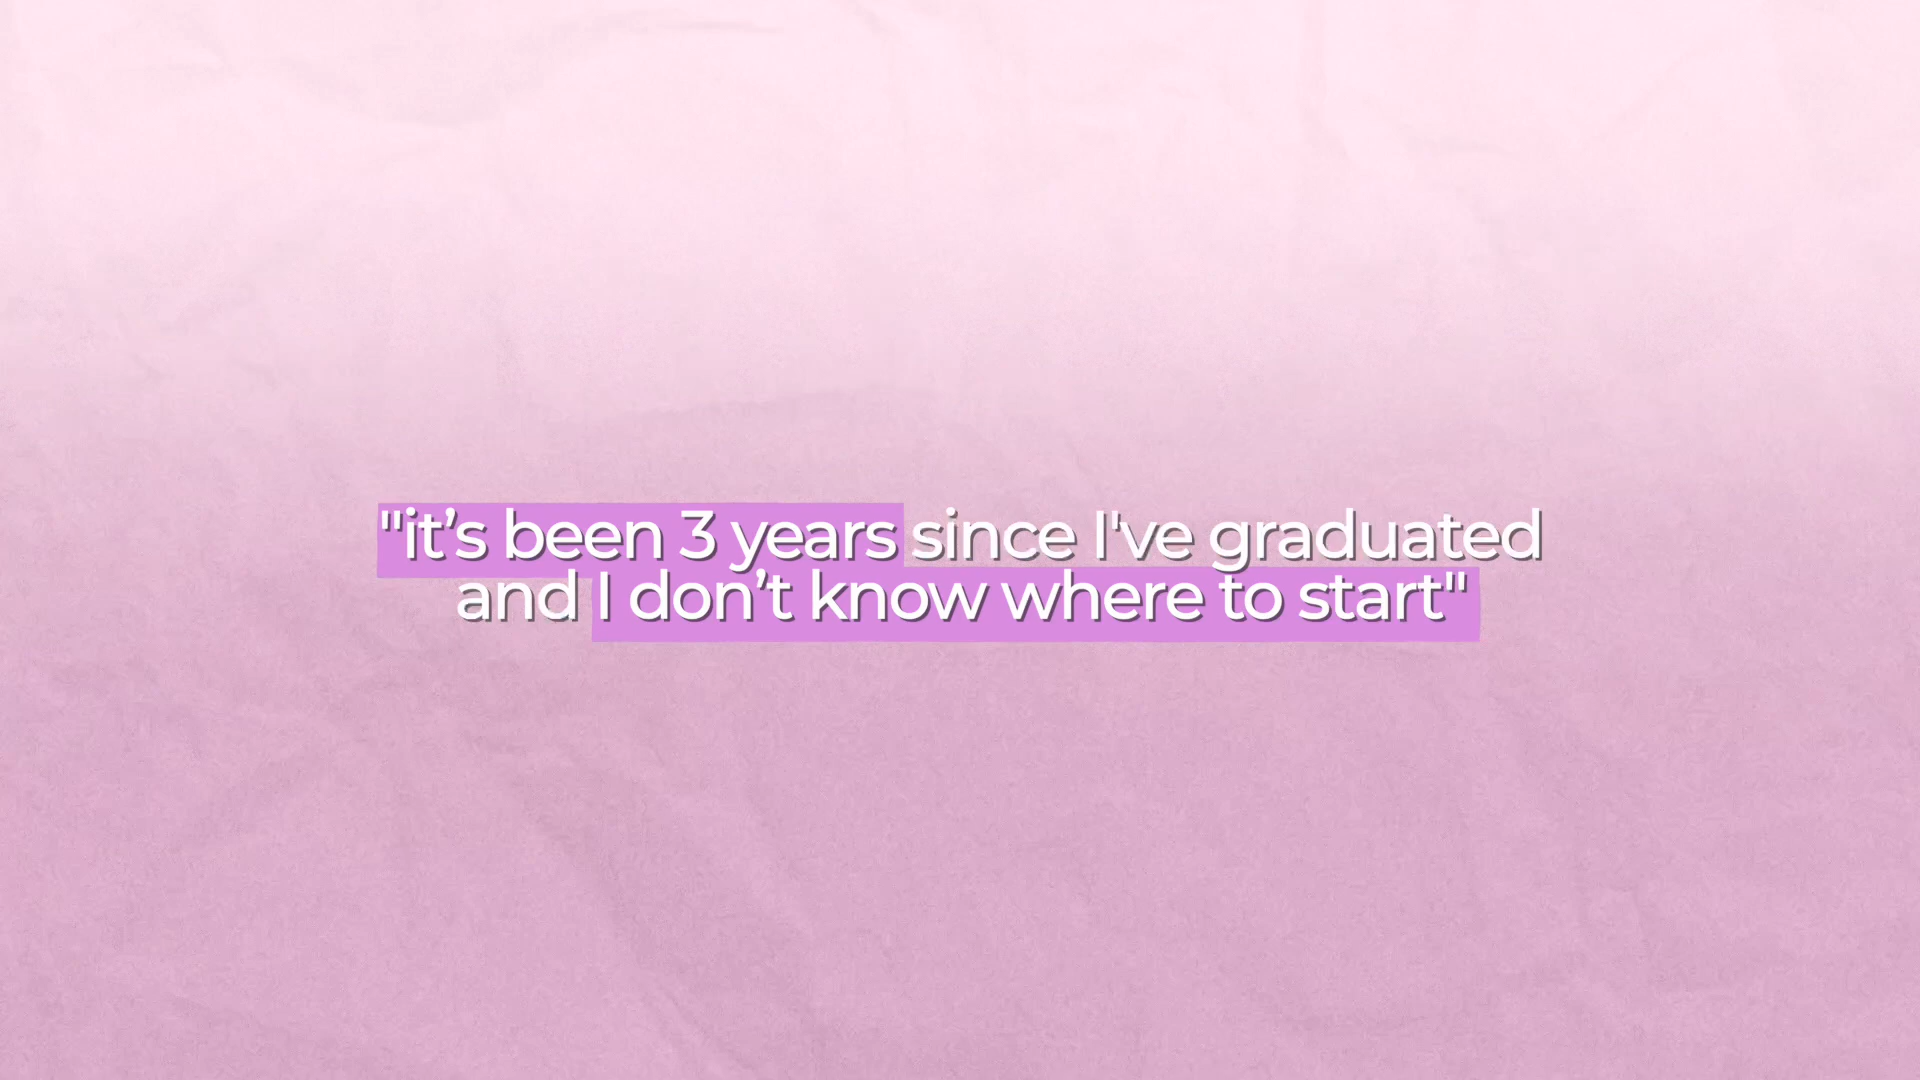 "it’s been 3 years since I've graduated
and I don’t know where to start"